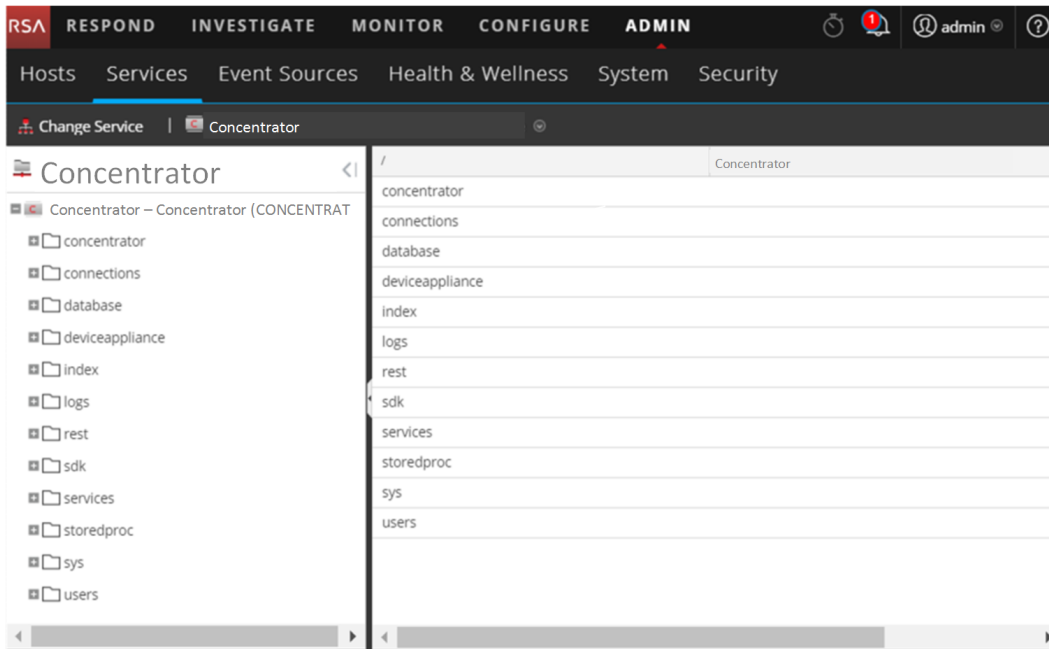 RSA RESPOND INVESTIGATE MONITOR CONFIGURE ADMIN 1 admin ?
Hosts Services Event Sources Health & Wellness System Security
Change Service | C Concentrator
Concentrator
C Concentrator – Concentrator (CONCENTRAT
concentrator
connections
database
deviceappliance
index
logs
rest
sdk
services
storedproc
sys
users
/ Concentrator
concentrator
connections
database
deviceappliance
index
logs
rest
sdk
services
storedproc
sys
users